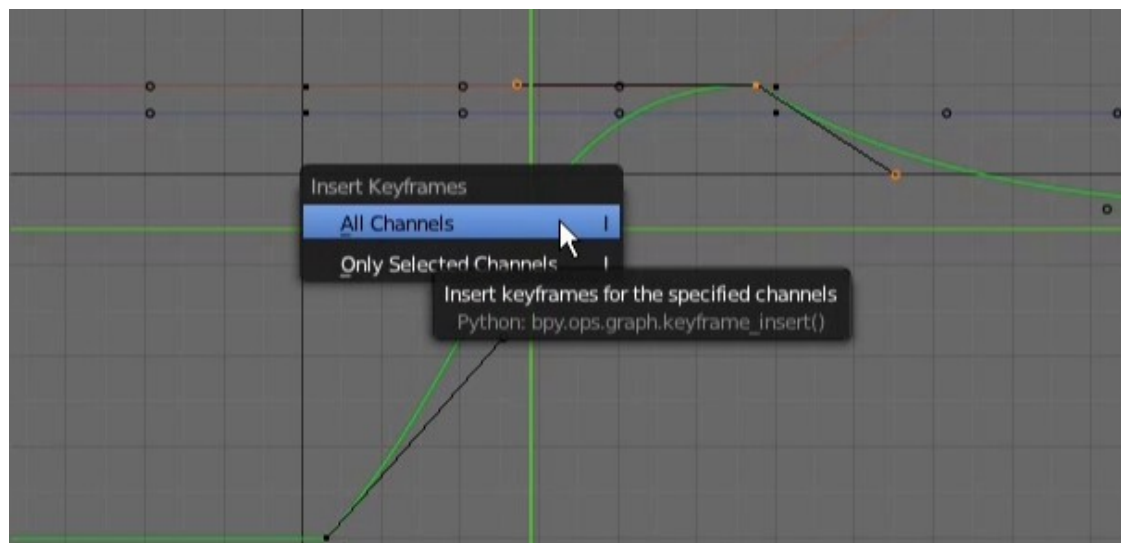 Insert Keyframes
All Channels I
Only Selected Channels I
Insert keyframes for the specified channels
Python: bpy.ops.graph.keyframe_insert()